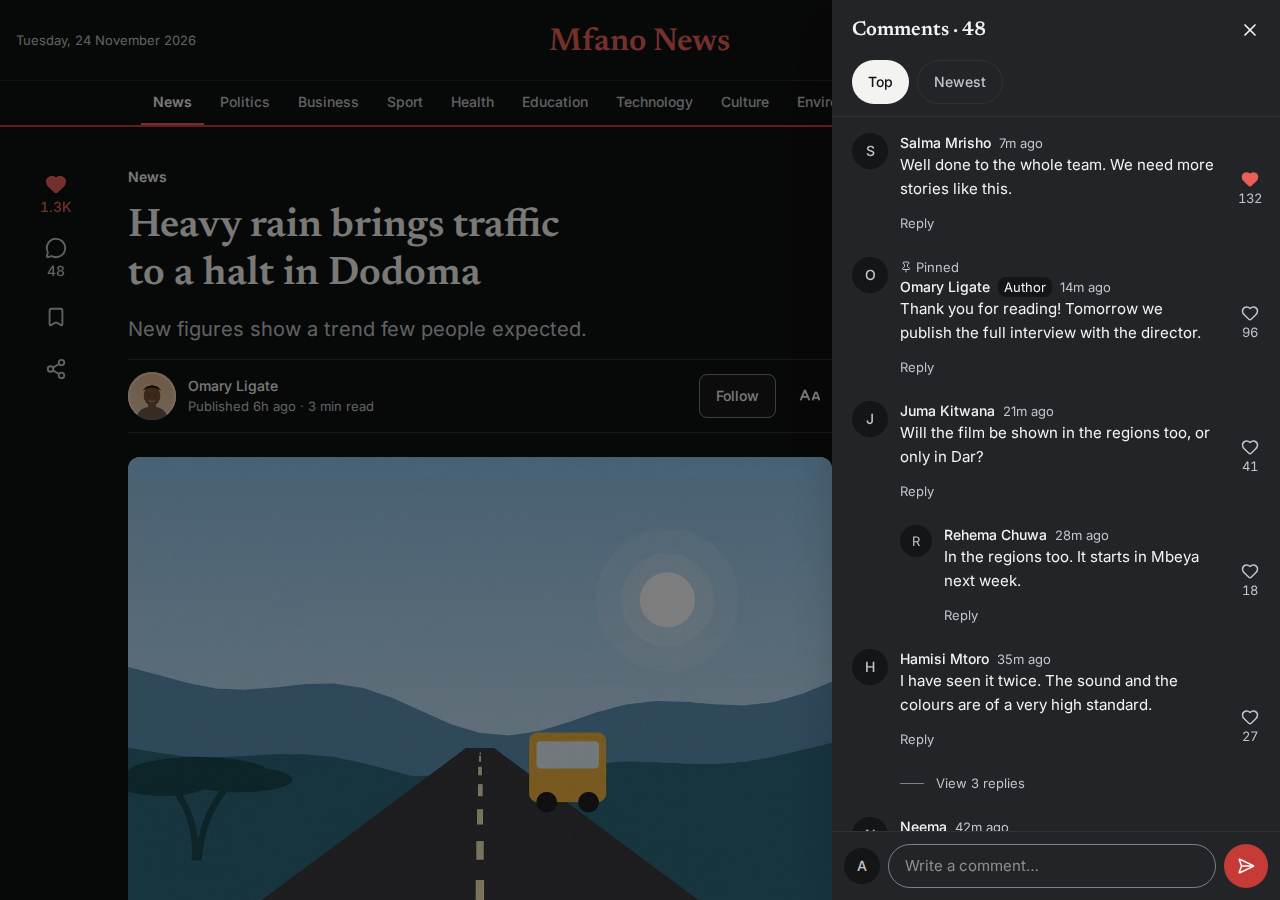 Tuesday, 24 November 2026
Mfano News
News
Politics
Business
Sport
Health
Education
Technology
Culture
Envir
1.3K
48
News
Heavy rain brings traffic
to a halt in Dodoma
New figures show a trend few people expected.
Omary Ligate
Published 6h ago · 3 min read
Follow
AA
Comments · 48
Top
Newest
S
Salma Mrisho 7m ago
Well done to the whole team. We need more
stories like this.
132
Reply
Pinned
O
Omary Ligate Author 14m ago
Thank you for reading! Tomorrow we
publish the full interview with the director.
96
Reply
J
Juma Kitwana 21m ago
Will the film be shown in the regions too, or
only in Dar?
41
Reply
R
Rehema Chuwa 28m ago
In the regions too. It starts in Mbeya
next week.
18
Reply
H
Hamisi Mtoro 35m ago
I have seen it twice. The sound and the
colours are of a very high standard.
27
Reply
View 3 replies
Neema 42m ago
A
Write a comment...